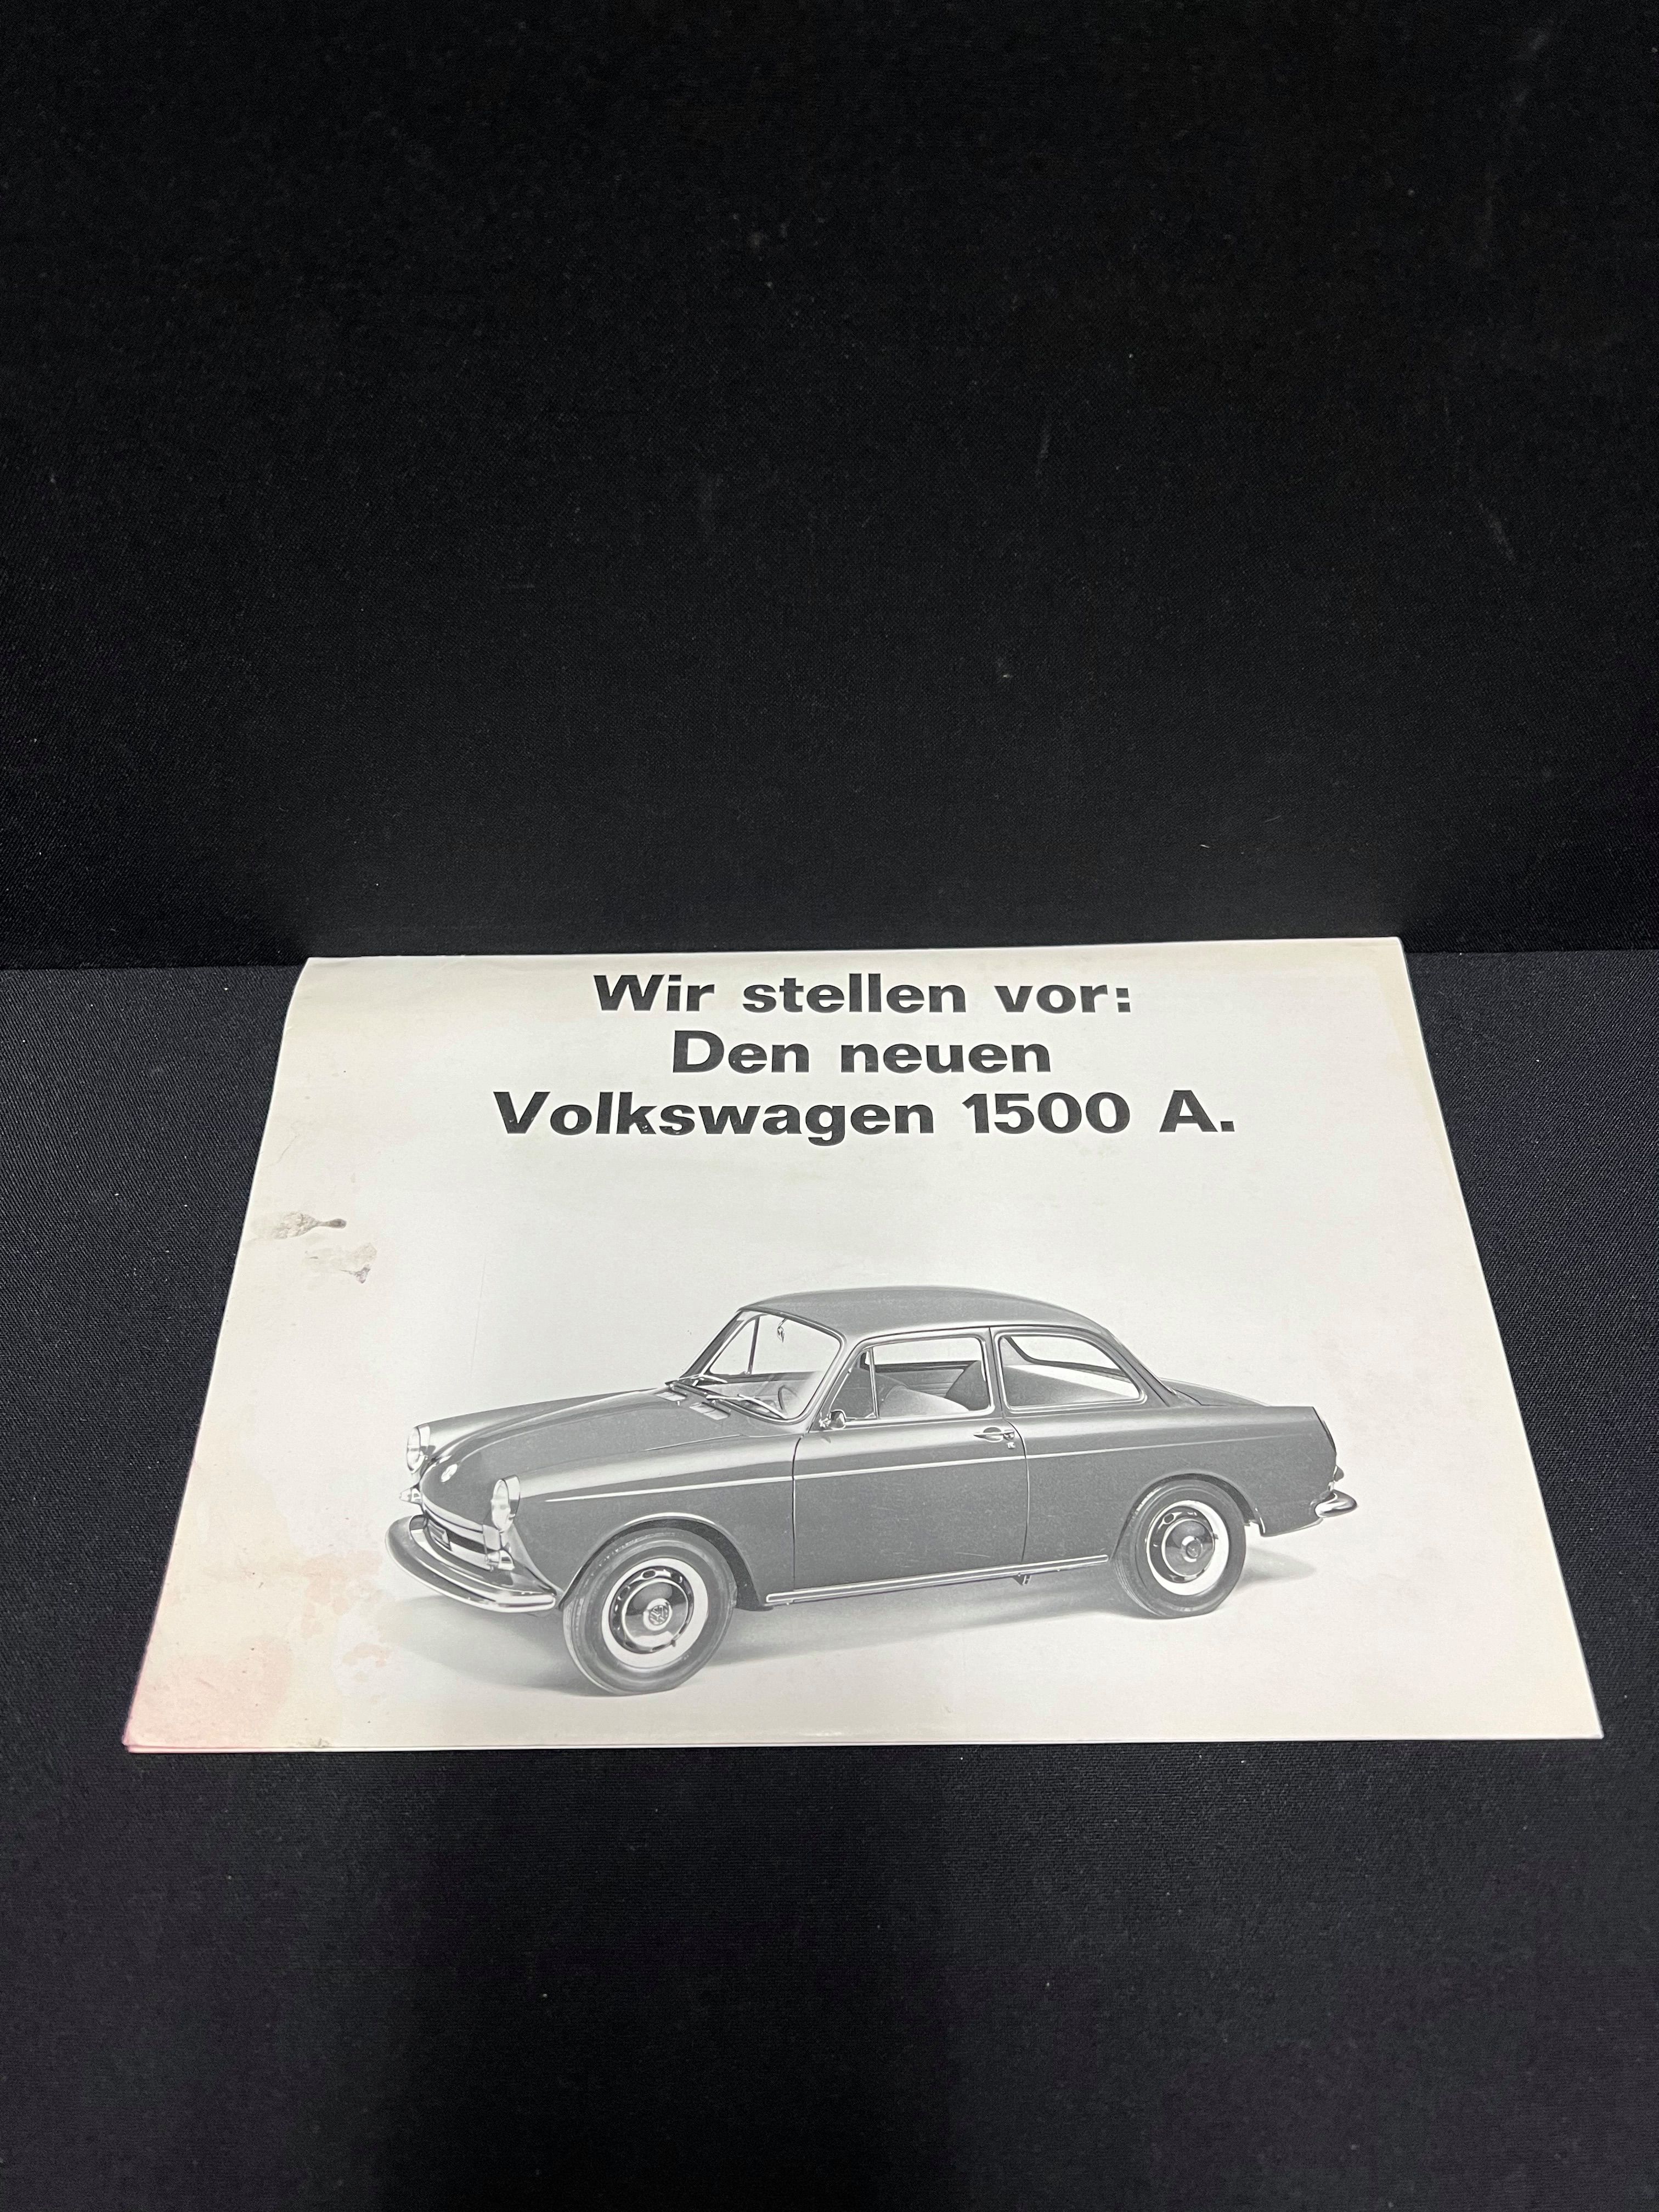 Wir stellen vor:
Den neuen
Volkswagen 1500 A.